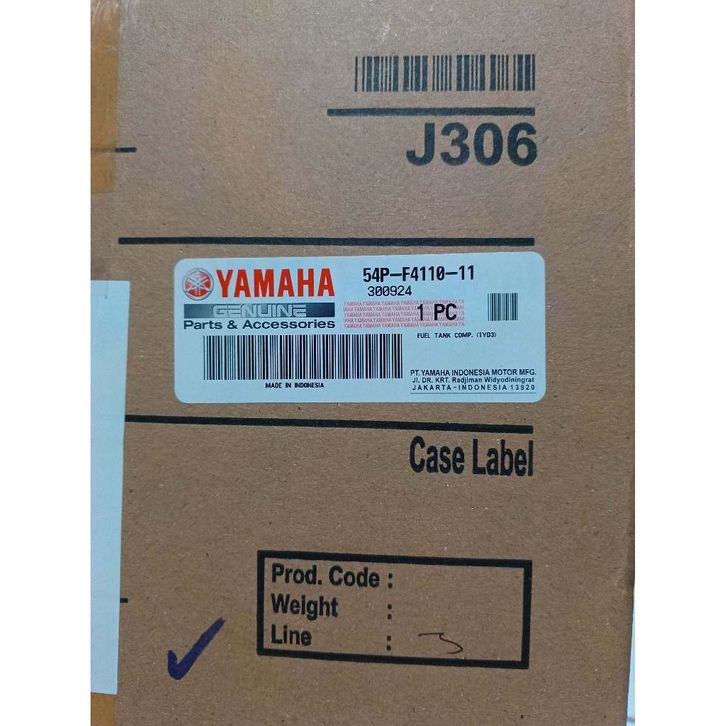 J306
YAMAHA
GENUINE
Parts & Accessories
MADE IN INDONESIA
54P-F4110-11
300924
1 PC
FUEL TANK COMP. (1YD3)
PT. YAMAHA INDONESIA MOTOR MFG.
Jl. DR. KRT. Radjiman Widyodiningrat
JAKARTA-INDONESIA 13920
Case Label
Prod. Code :
Weight :
Line : 3